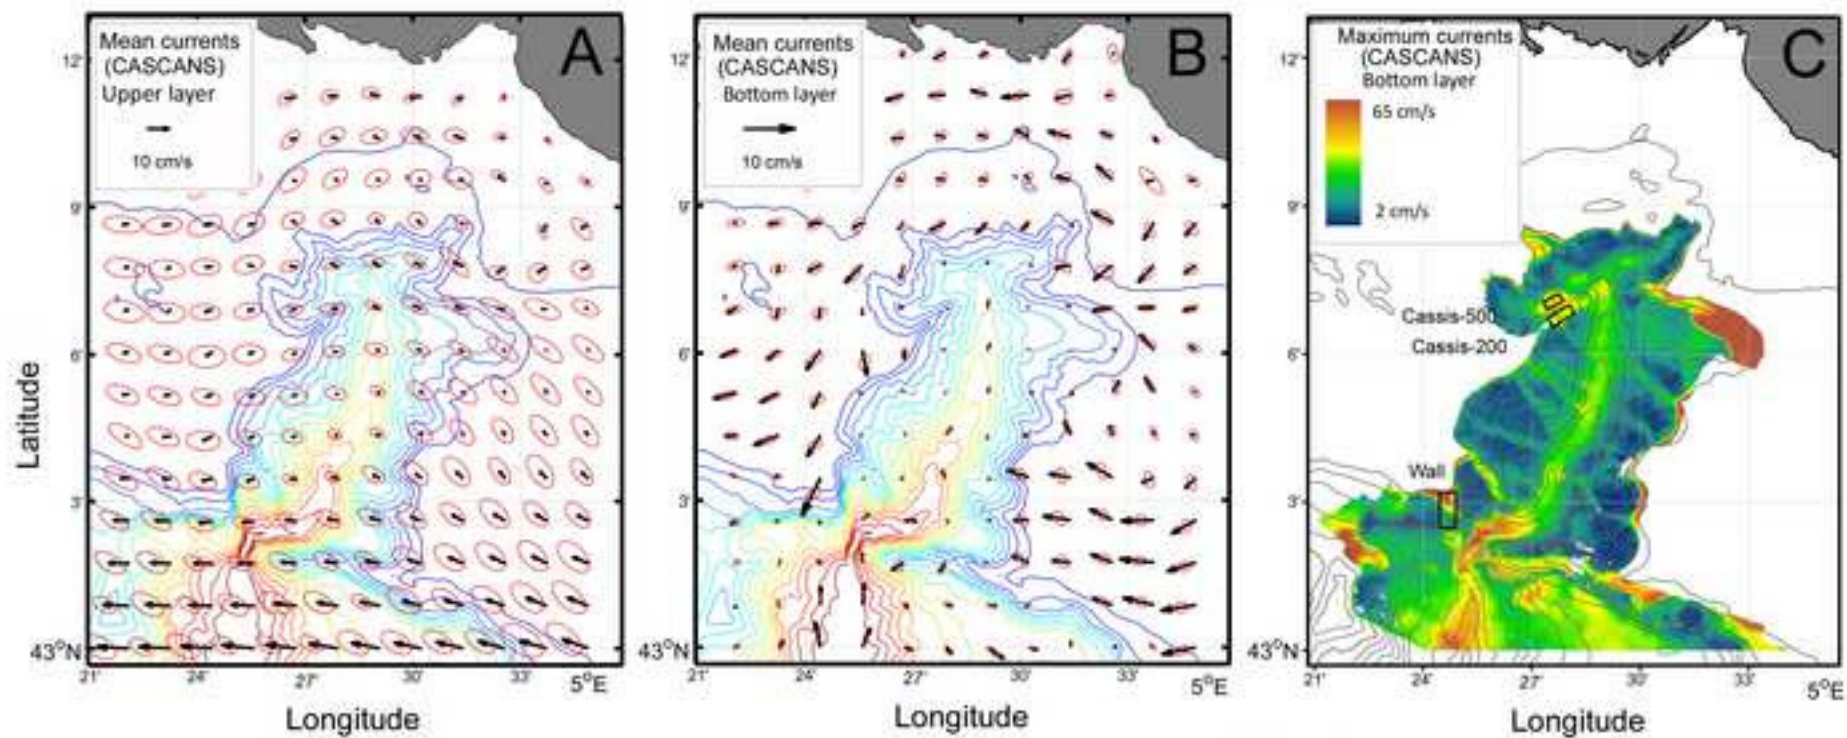 Mean currents
(CASCANS)
Upper layer
10 cm/s
A
12'
9'
6'
3'
43°N
21'
24'
27'
30'
33'
5°E
Latitude
Longitude
Mean currents
(CASCANS)
Bottom layer
10 cm/s
B
12'
9'
6'
3'
43°N
21'
24'
27'
30'
33'
5°E
Longitude
Maximum currents
(CASCANS)
Bottom layer
65 cm/s
2 cm/s
C
12'
9'
6'
3'
43°N
Cassis-500
Cassis-200
Wall
21'
24'
27'
30'
33'
5°E
Longitude